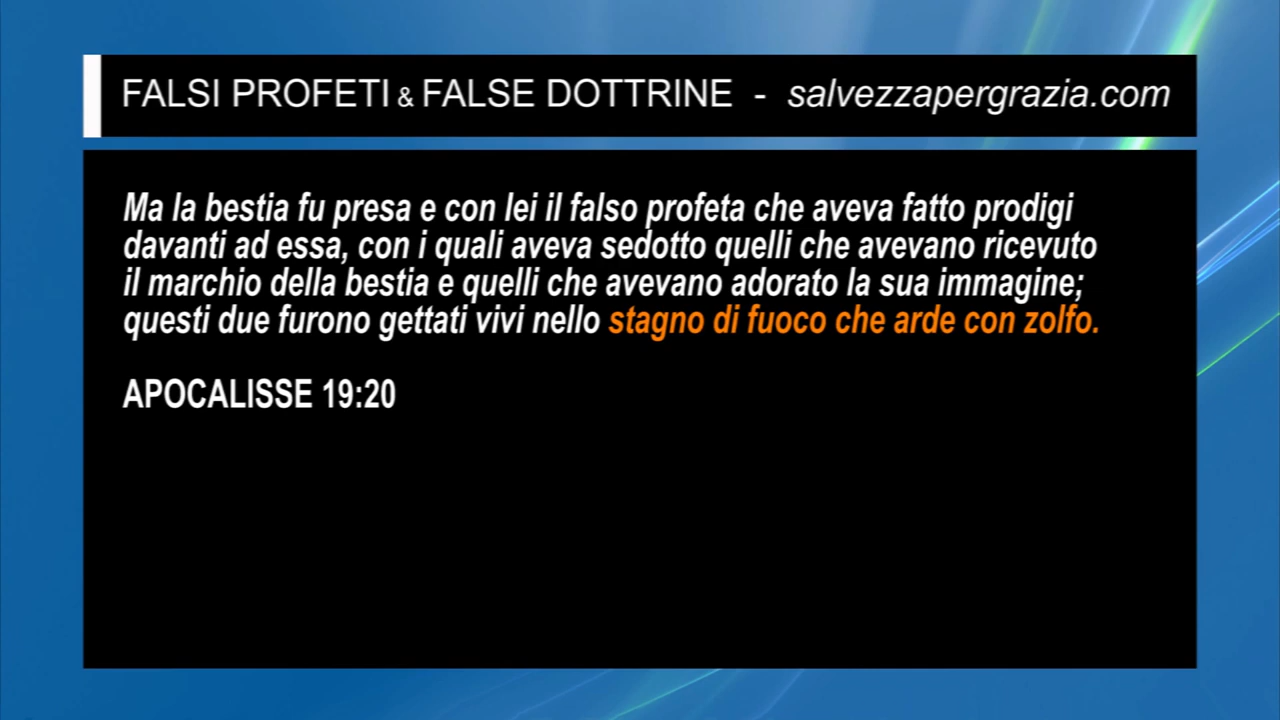 FALSI PROFETI & FALSE DOTTRINE - salvezzapergrazia.com
Ma la bestia fu presa e con lei il falso profeta che aveva fatto prodigi
davanti ad essa, con i quali aveva sedotto quelli che avevano ricevuto
il marchio della bestia e quelli che avevano adorato la sua immagine;
questi due furono gettati vivi nello stagno di fuoco che arde con zolfo.
APOCALISSE 19:20